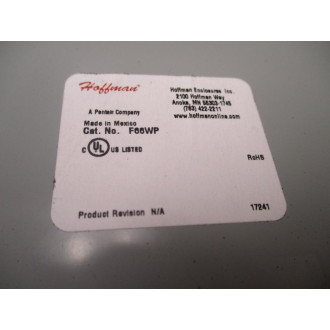 Hoffman
A Pentair Company
Made in Mexico
Cat. No. F66WP
C UL US LISTED
Product Revision N/A
Hoffman Enclosures Inc.
2100 Hoffman Way
Anoka, MN 55303-1745
(763) 422-2211
www.hoffmanonline.com
RoHS
17241